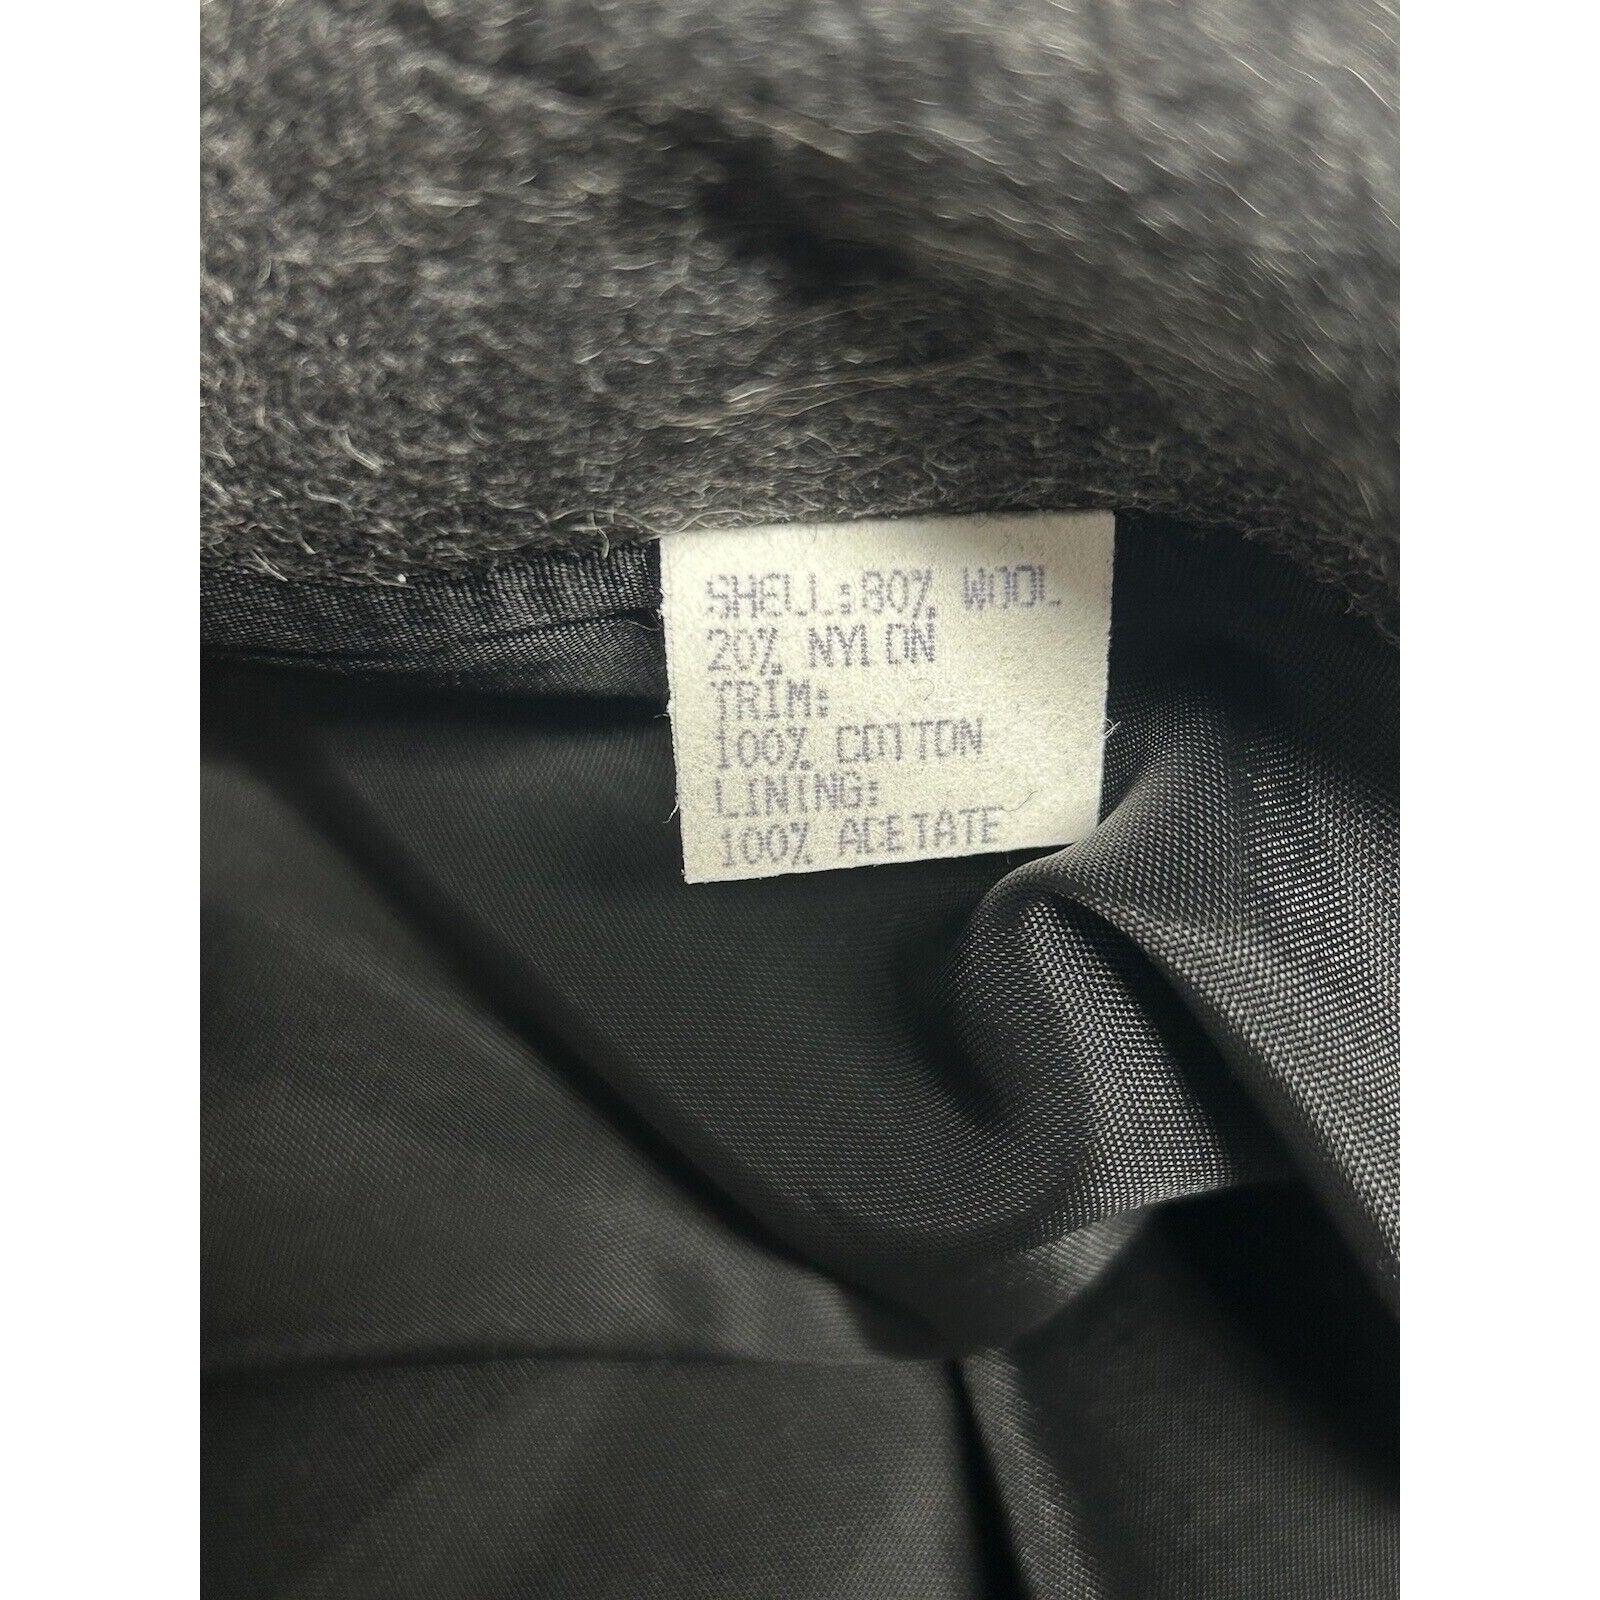 SHELL:80% WOOL
20% NYLON
TRIM:
100% COTTON
LINING:
100% ACETATE